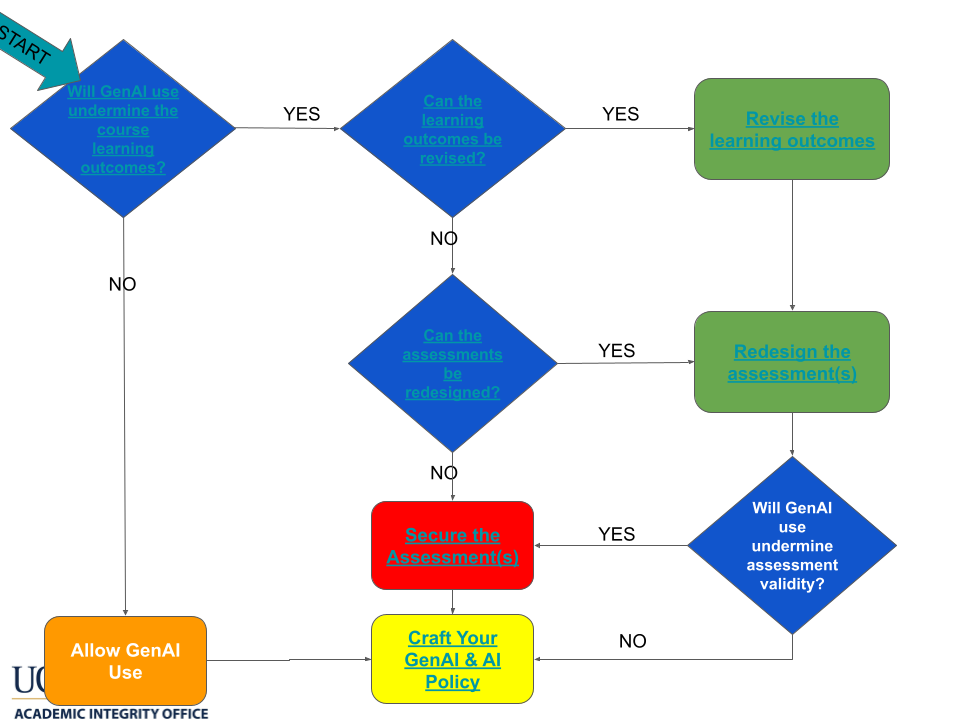 START
Will GenAI use
undermine the
course
learning
outcomes?
YES
Can the
learning
outcomes be
revised?
YES
Revise the
learning outcomes
NO
NO
Can the
assessments
be
redesigned?
YES
Redesign the
assessment(s)
NO
Secure the
Assessment(s)
YES
Will GenAI
use
undermine
assessment
validity?
Allow GenAI
Use
Craft Your
GenAI & AI
Policy
NO
ACADEMIC INTEGRITY OFFICE